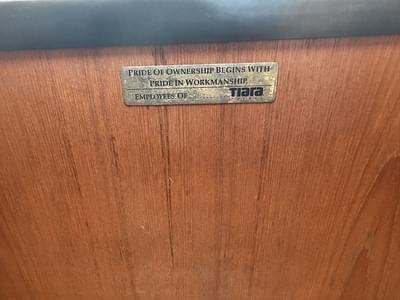 PRIDE OF OWNERSHIP BEGINS WITH
PRIDE IN WORKMANSHIP
EMPLOYEES OF TIARA